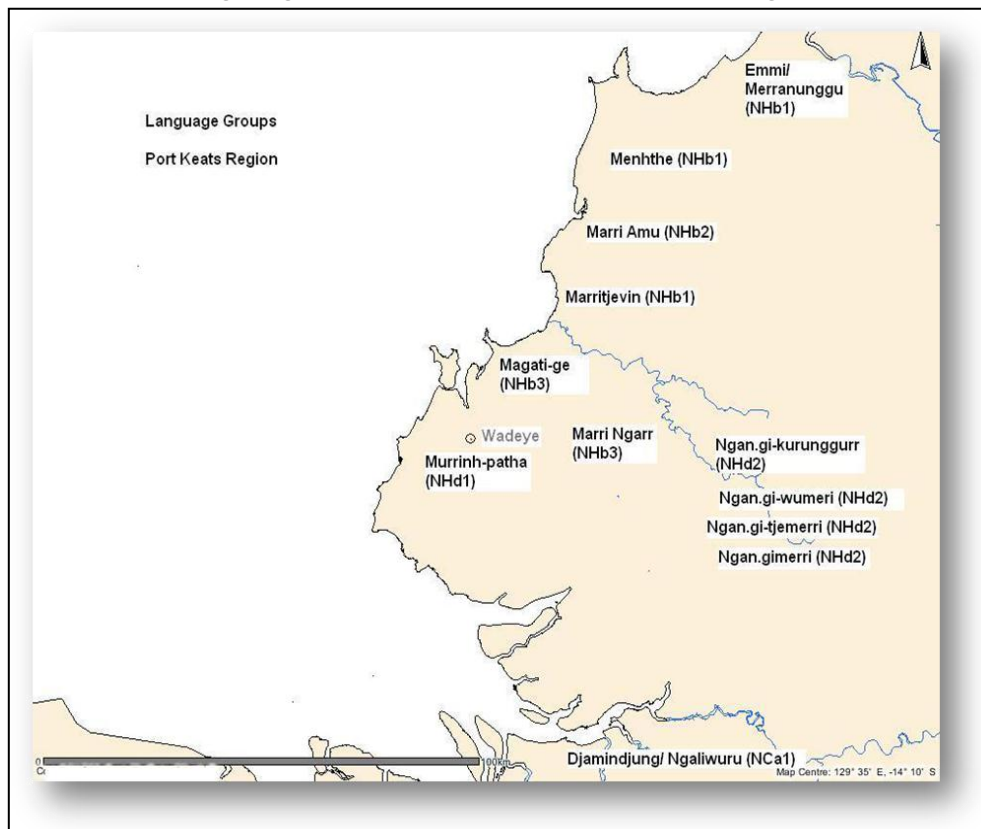 Language Groups
Port Keats Region
Emmi/
Merranunggu
(NHb1)
Menhthe (NHb1)
Marri Amu (NHb2)
Marritjevin (NHb1)
Magati-ge
(NHb3)
Wadeye
Marri Ngarr
(NHb3)
Murrinh-patha
(NHd1)
Ngan.gi-kurunggurr
(NHd2)
Ngan.gi-wumeri (NHd2)
Ngan.gi-tjemerri (NHd2)
Ngan.gimerri (NHd2)
Djamindjung/ Ngaliwuru (NCa1)
0
100km
Map Centre: 129° 35' E, -14° 10' S